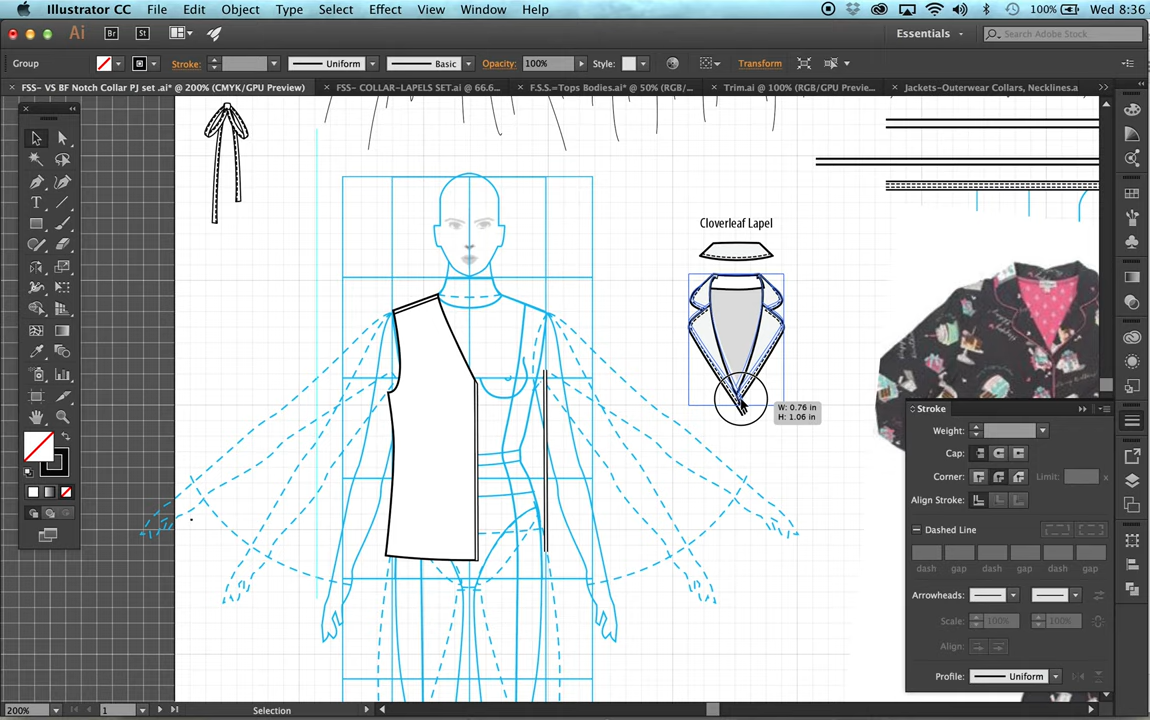 Illustrator CC File Edit Object Type Select Effect View Window Help 100% Wed 8:36
Ai Br St Essentials Search Adobe Stock
Group Stroke: Uniform Basic Opacity: 100% Style: Transform
× FSS- VS BF Notch Collar PJ set .ai* @ 200% (CMYK/GPU Preview) × FSS- COLLAR-LAPELS SET.ai @ 66.6... × F.S.S.=Tops Bodies.ai* @ 50% (RGB/... × Trim.ai @ 100% (RGB/GPU Previe... × Jackets-Outerwear Collars, Necklines.a
Cloverleaf Lapel
W: 0.76 in
H: 1.06 in
Stroke
Weight:
Cap:
Corner: Limit: x
Align Stroke:
Dashed Line
dash gap dash gap dash gap
Arrowheads:
Scale: 100% 100%
Align:
Profile: Uniform
200% 1 Selection